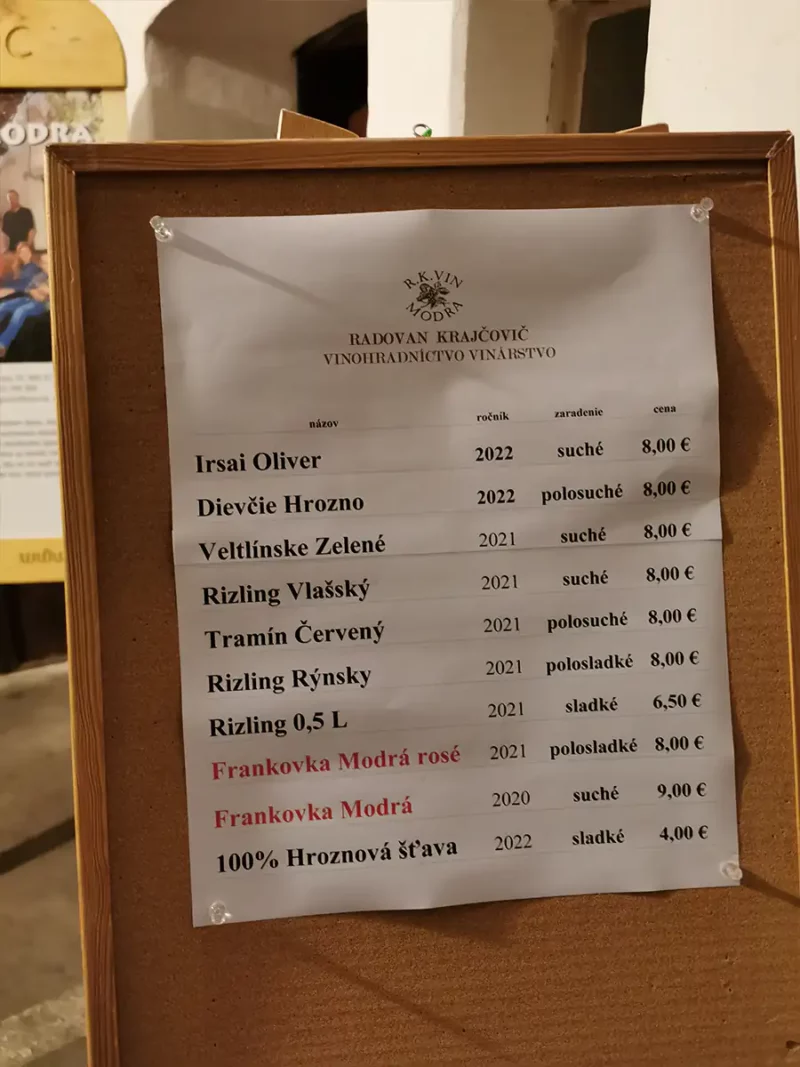 ODRA
R.K.VIN
MODRA
RADOVAN KRAJČOVIČ
VINOHRADNÍCTVO VINÁRSTVO
názov ročník zaradenie cena
Irsai Oliver 2022 suché 8,00 €
Dievčie Hrozno 2022 polosuché 8,00 €
Veltlínske Zelené 2021 suché 8,00 €
Rizling Vlašský 2021 suché 8,00 €
Tramín Červený 2021 polosuché 8,00 €
Rizling Rýnsky 2021 polosladké 8,00 €
Rizling 0,5 L 2021 sladké 6,50 €
Frankovka Modrá rosé 2021 polosladké 8,00 €
Frankovka Modrá 2020 suché 9,00 €
100% Hroznová šťava 2022 sladké 4,00 €